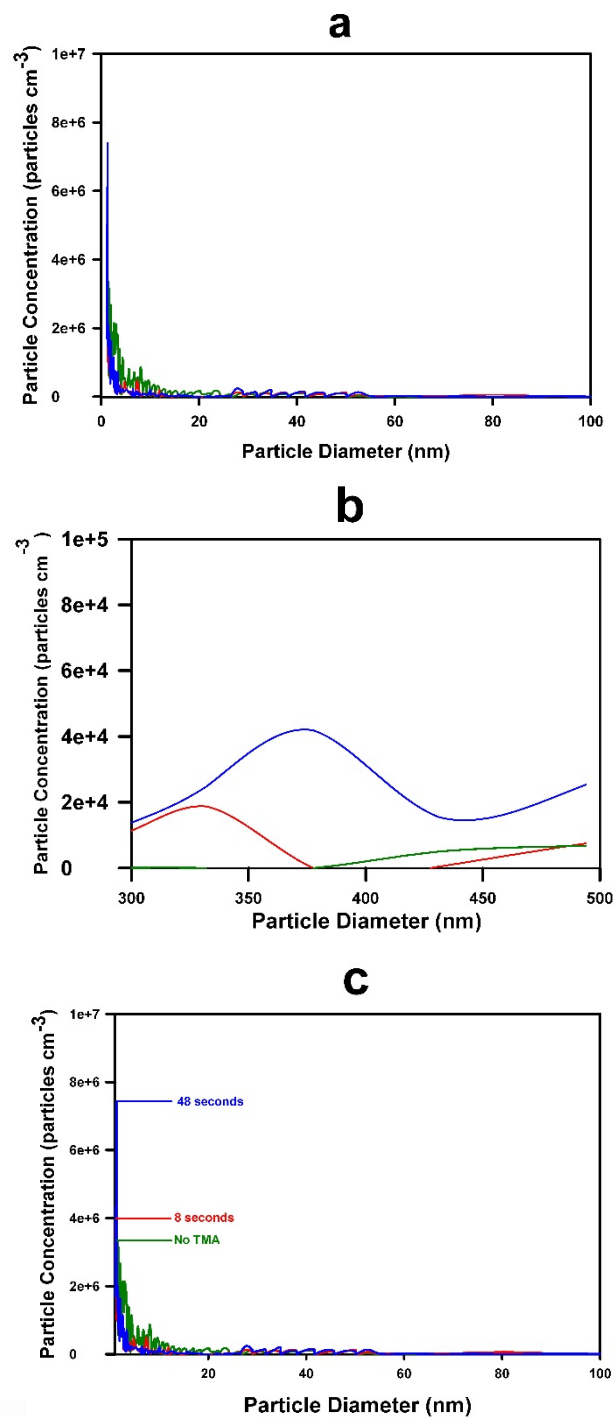 a
Particle Concentration (particles cm-3)
1e+7
8e+6
6e+6
4e+6
2e+6
0
0 20 40 60 80 100
Particle Diameter (nm)
b
Particle Concentration (particles cm-3)
1e+5
8e+4
6e+4
4e+4
2e+4
0
300 350 400 450 500
Particle Diameter (nm)
c
Particle Concentration (particles cm-3)
1e+7
8e+6
6e+6
4e+6
2e+6
0
48 seconds
8 seconds
No TMA
20 40 60 80 100
Particle Diameter (nm)